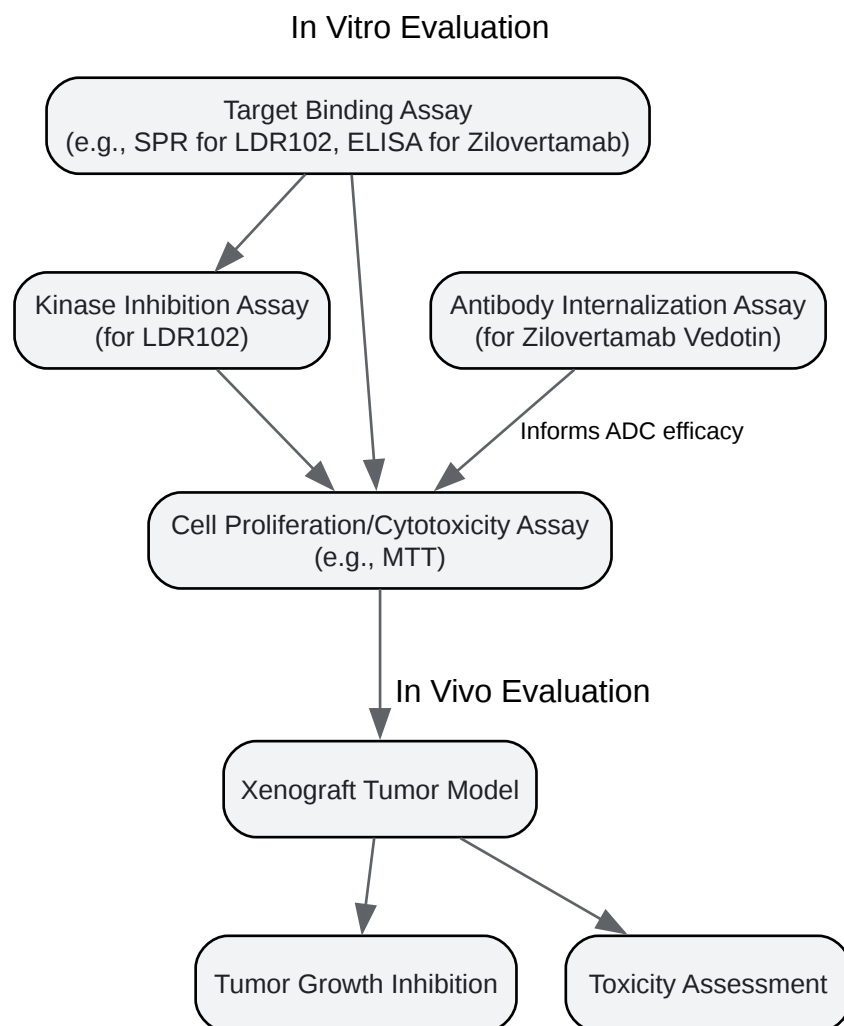 In Vitro Evaluation
Target Binding Assay
(e.g., SPR for LDR102, ELISA for Zilovertamab)
Kinase Inhibition Assay
(for LDR102)
Antibody Internalization Assay
(for Zilovertamab Vedotin)
Informs ADC efficacy
Cell Proliferation/Cytotoxicity Assay
(e.g., MTT)
In Vivo Evaluation
Xenograft Tumor Model
Tumor Growth Inhibition
Toxicity Assessment